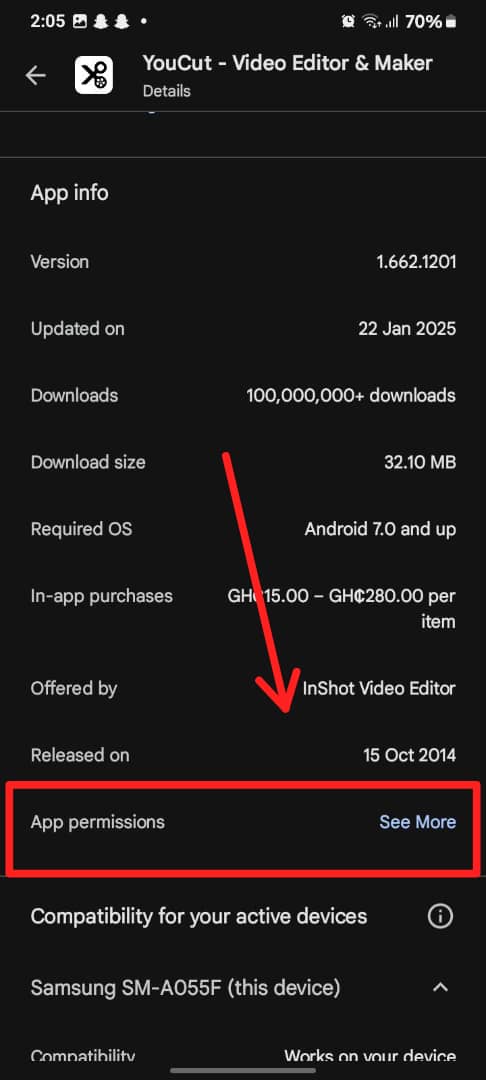 2:05 70%
YouCut - Video Editor & Maker
Details
App info
Version 1.662.1201
Updated on 22 Jan 2025
Downloads 100,000,000+ downloads
Download size 32.10 MB
Required OS Android 7.0 and up
In-app purchases GH₵15.00 – GH₵280.00 per
item
Offered by InShot Video Editor
Released on 15 Oct 2014
App permissions See More
Compatibility for your active devices
Samsung SM-A055F (this device)
Compatibility Works on your device